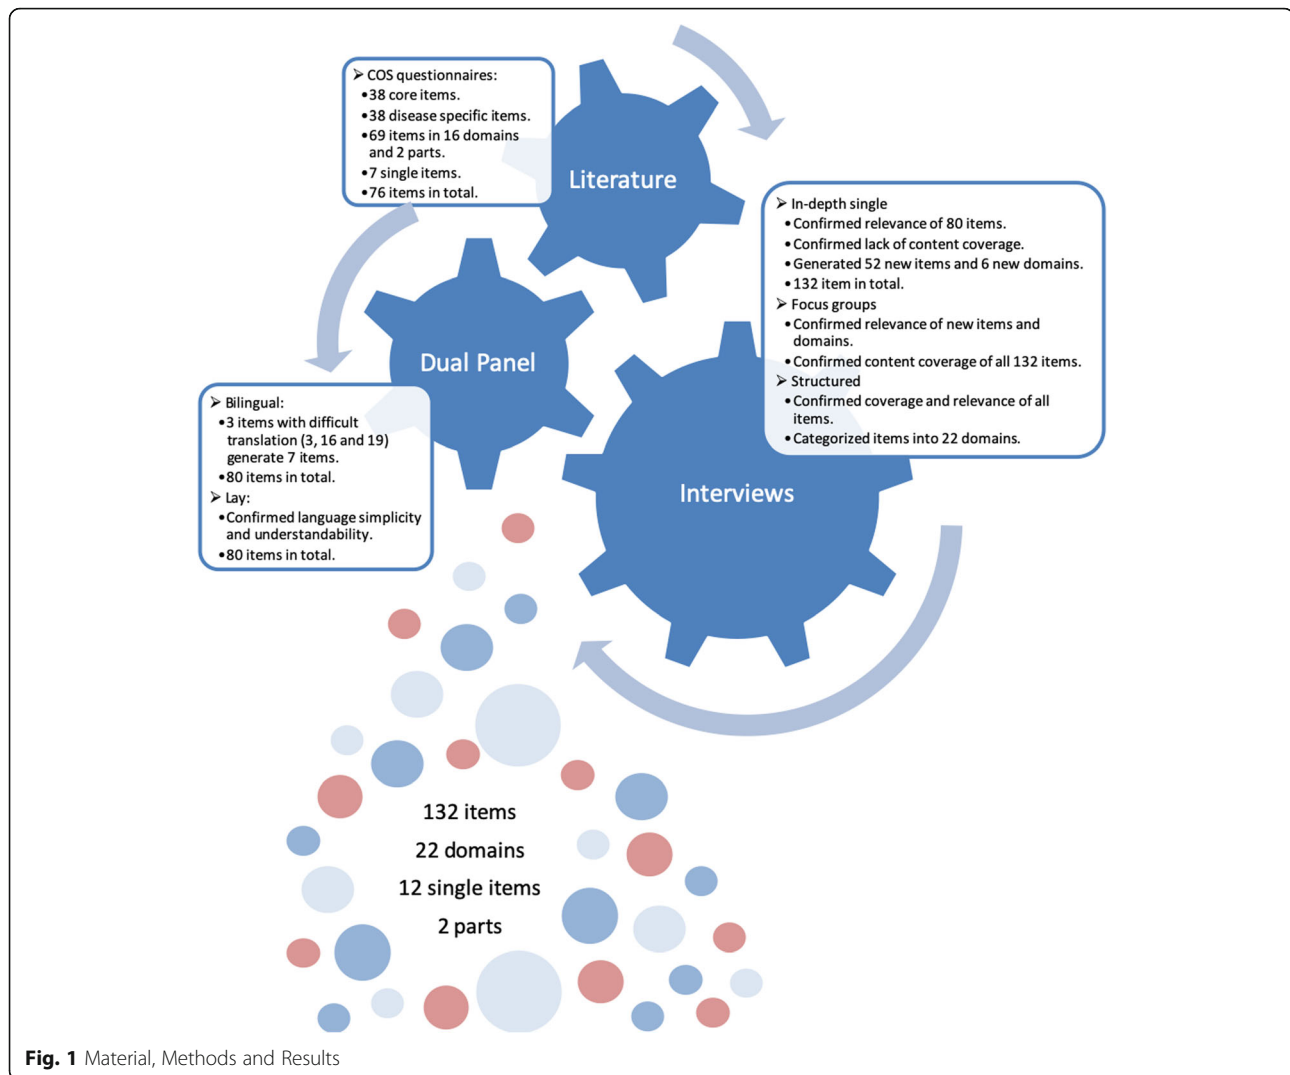 ➢ COS questionnaires:
•38 core items.
•38 disease specific items.
•69 items in 16 domains
and 2 parts.
•7 single items.
•76 items in total.
Literature
➢ In-depth single
•Confirmed relevance of 80 items.
•Confirmed lack of content coverage.
•Generated 52 new items and 6 new domains.
•132 item in total.
➢ Focus groups
•Confirmed relevance of new items and
domains.
•Confirmed content coverage of all 132 items.
➢ Structured
•Confirmed coverage and relevance of all
items.
•Categorized items into 22 domains.
Dual Panel
➢ Bilingual:
•3 items with difficult
translation (3, 16 and 19)
generate 7 items.
•80 items in total.
➢ Lay:
•Confirmed language simplicity
and understandability.
•80 items in total.
Interviews
132 items
22 domains
12 single items
2 parts
Fig. 1 Material, Methods and Results